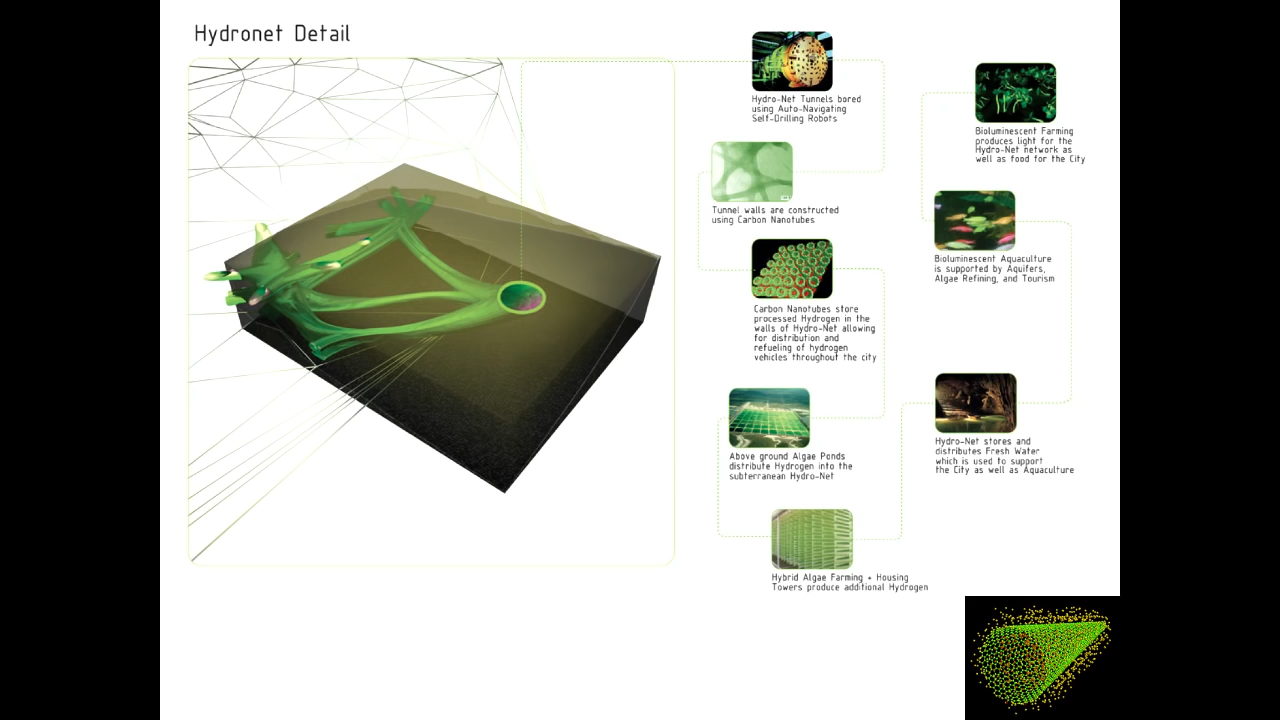 Hydronet Detail
Hydro-Net Tunnels bored
using Auto-Navigating
Self-Drilling Robots
Tunnel walls are constructed
using Carbon Nanotubes
Carbon Nanotubes store
processed Hydrogen in the
walls of Hydro-Net allowing
for distribution and
refueling of hydrogen
vehicles throughout the city
Above ground Algae Ponds
distribute Hydrogen into the
subterranean Hydro-Net
Hybrid Algae Farming + Housing
Towers produce additional Hydrogen
Hydro-Net stores and
distributes Fresh Water
which is used to support
the City as well as Aquaculture
Bioluminescent Aquaculture
is supported by Aquifers,
Algae Refining, and Tourism
Bioluminescent Farming
produces light for the
Hydro-Net network as
well as food for the City